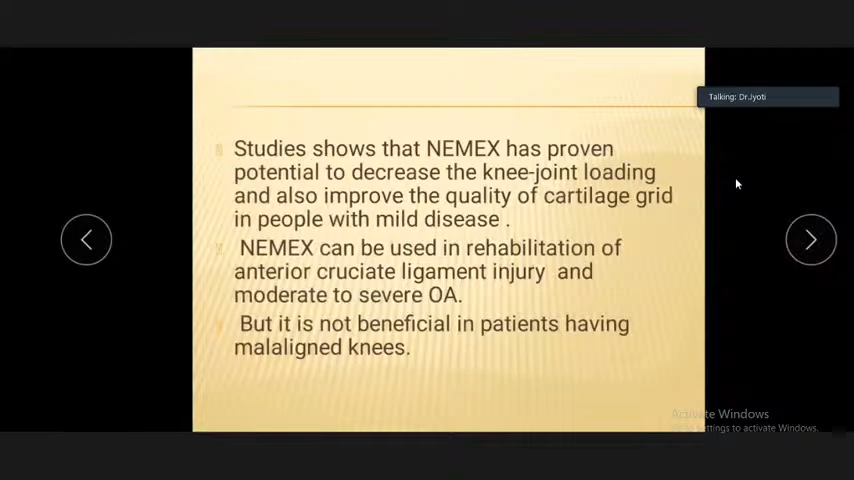 Talking: Dr.Jyoti
Studies shows that NEMEX has proven
potential to decrease the knee-joint loading
and also improve the quality of cartilage grid
in people with mild disease .
NEMEX can be used in rehabilitation of
anterior cruciate ligament injury and
moderate to severe OA.
But it is not beneficial in patients having
malaligned knees.
Activate Windows
to activate Windows.